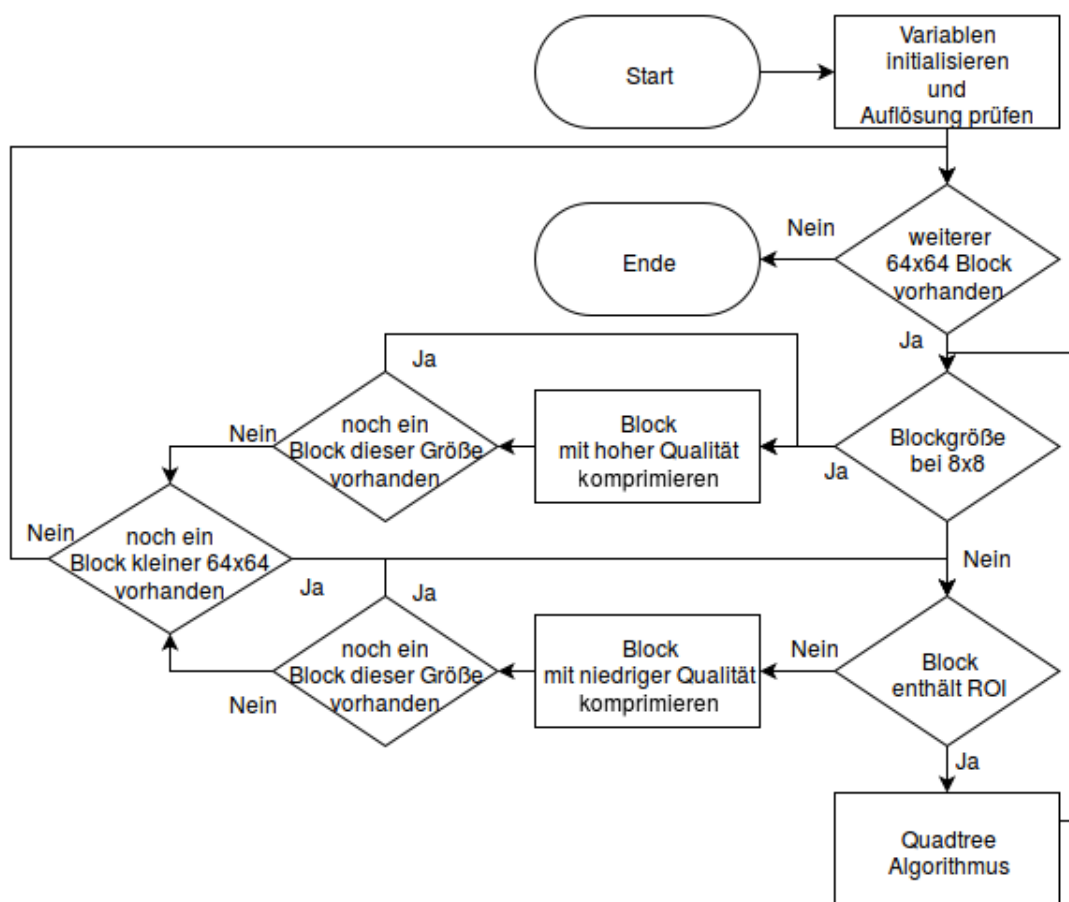 Start
Variablen
initialisieren
und
Auflösung prüfen
weiterer
64x64 Block
vorhanden
Nein
Ende
Ja
Blockgröße
bei 8x8
Ja
Block
mit hoher Qualität
komprimieren
noch ein
Block dieser Größe
vorhanden
Ja
Nein
noch ein
Block kleiner 64x64
vorhanden
Nein
Ja
Nein
Block
enthält ROI
Nein
Block
mit niedriger Qualität
komprimieren
noch ein
Block dieser Größe
vorhanden
Ja
Nein
Ja
Quadtree
Algorithmus